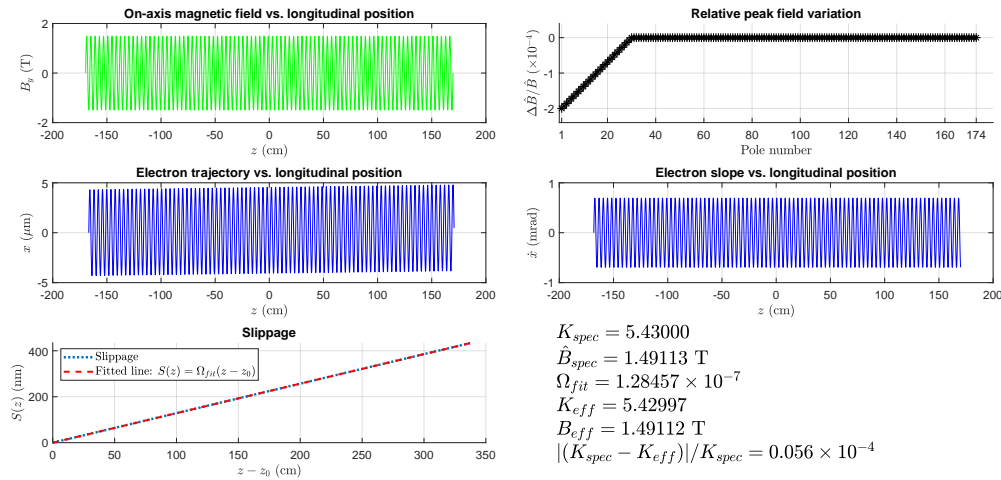 On-axis magnetic field vs. longitudinal position
2
0
-2
B_y (T)
-200 -150 -100 -50 0 50 100 150 200
z (cm)
Relative peak field variation
0
-1
-2
ΔB̂/B̂ (×10⁻⁴)
1 20 40 60 80 100 120 140 160 174
Pole number
Electron trajectory vs. longitudinal position
5
0
-5
x (μm)
-200 -150 -100 -50 0 50 100 150 200
z (cm)
Electron slope vs. longitudinal position
1
0
-1
ẋ (mrad)
-200 -150 -100 -50 0 50 100 150 200
z (cm)
Slippage
400
200
0
S(z) (nm)
Slippage
Fitted line: S(z) = Ω_fit(z − z₀)
0 50 100 150 200 250 300 350
z − z₀ (cm)
K_spec = 5.43000
B̂_spec = 1.49113 T
Ω_fit = 1.28457 × 10⁻⁷
K_eff = 5.42997
B_eff = 1.49112 T
|(K_spec − K_eff)|/K_spec = 0.056 × 10⁻⁴